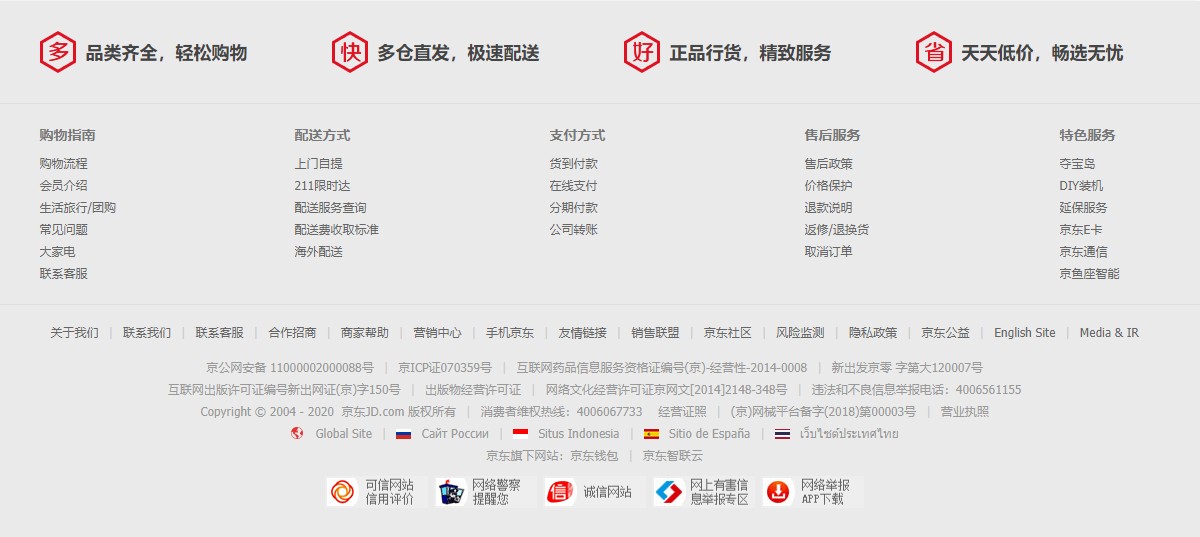 多 品类齐全，轻松购物 快 多仓直发，极速配送 好 正品行货，精致服务 省 天天低价，畅选无忧
购物指南
购物流程
会员介绍
生活旅行/团购
常见问题
大家电
联系客服
配送方式
上门自提
211限时达
配送服务查询
配送费收取标准
海外配送
支付方式
货到付款
在线支付
分期付款
公司转账
售后服务
售后政策
价格保护
退款说明
返修/退换货
取消订单
特色服务
夺宝岛
DIY装机
延保服务
京东E卡
京东通信
京鱼座智能
关于我们 | 联系我们 | 联系客服 | 合作招商 | 商家帮助 | 营销中心 | 手机京东 | 友情链接 | 销售联盟 | 京东社区 | 风险监测 | 隐私政策 | 京东公益 | English Site | Media & IR
京公网安备 11000002000088号 | 京ICP证070359号 | 互联网药品信息服务资格证编号(京)-经营性-2014-0008 | 新出发京零 字第大120007号
互联网出版许可证编号新出网证(京)字150号 | 出版物经营许可证 | 网络文化经营许可证京网文[2014]2148-348号 | 违法和不良信息举报电话：4006561155
Copyright © 2004 - 2020 京东JD.com 版权所有 | 消费者维权热线：4006067733 经营证照 | (京)网械平台备字(2018)第00003号 | 营业执照
Global Site | Сайт России | Situs Indonesia | Sitio de España | เว็บไซต์ประเทศไทย
京东旗下网站：京东钱包 | 京东智联云
可信网站
信用评价
网络警察
提醒您
信 诚信网站
网上有害信
息举报专区
网络举报
APP下载